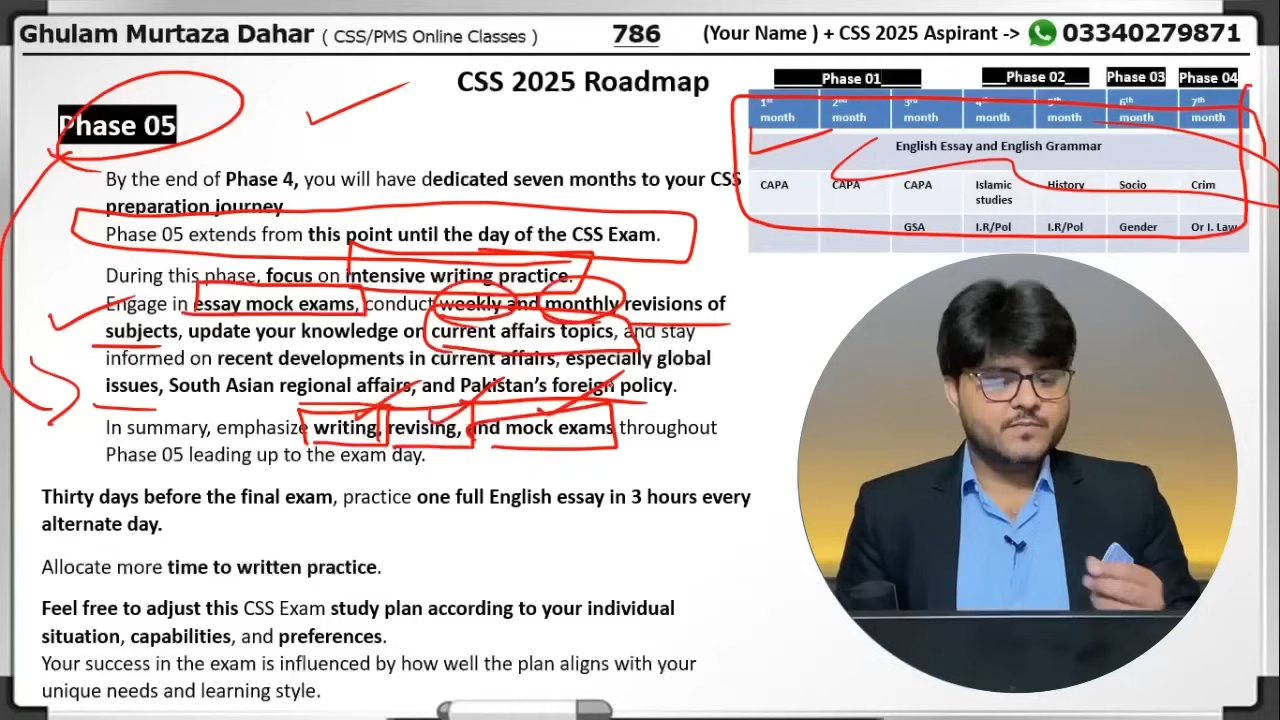 Ghulam Murtaza Dahar ( CSS/PMS Online Classes ) 786 (Your Name ) + CSS 2025 Aspirant -> 03340279871
CSS 2025 Roadmap
Phase 05
By the end of Phase 4, you will have dedicated seven months to your CSS
preparation journey
Phase 05 extends from this point until the day of the CSS Exam.
During this phase, focus on intensive writing practice.
Engage in essay mock exams, conduct weekly and monthly revisions of
subjects, update your knowledge on current affairs topics, and stay
informed on recent developments in current affairs, especially global
issues, South Asian regional affairs, and Pakistan's foreign policy.
In summary, emphasize writing, revising, and mock exams throughout
Phase 05 leading up to the exam day.
Thirty days before the final exam, practice one full English essay in 3 hours every
alternate day.
Allocate more time to written practice.
Feel free to adjust this CSS Exam study plan according to your individual
situation, capabilities, and preferences.
Your success in the exam is influenced by how well the plan aligns with your
unique needs and learning style.
Phase 01 Phase 02 Phase 03 Phase 04
1st month 2nd month 3rd month 4th month 5th month 6th month 7th month
English Essay and English Grammar
CAPA CAPA CAPA Islamic studies History Socio Crim
GSA I.R/Pol I.R/Pol Gender Or I. Law